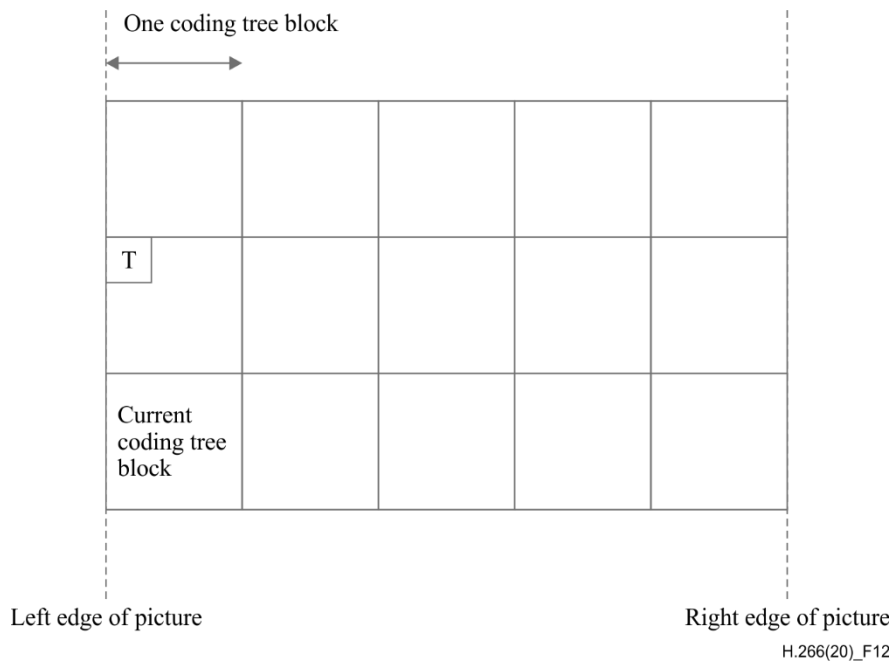 One coding tree block
T
Current
coding tree
block
Left edge of picture
Right edge of picture
H.266(20)_F12